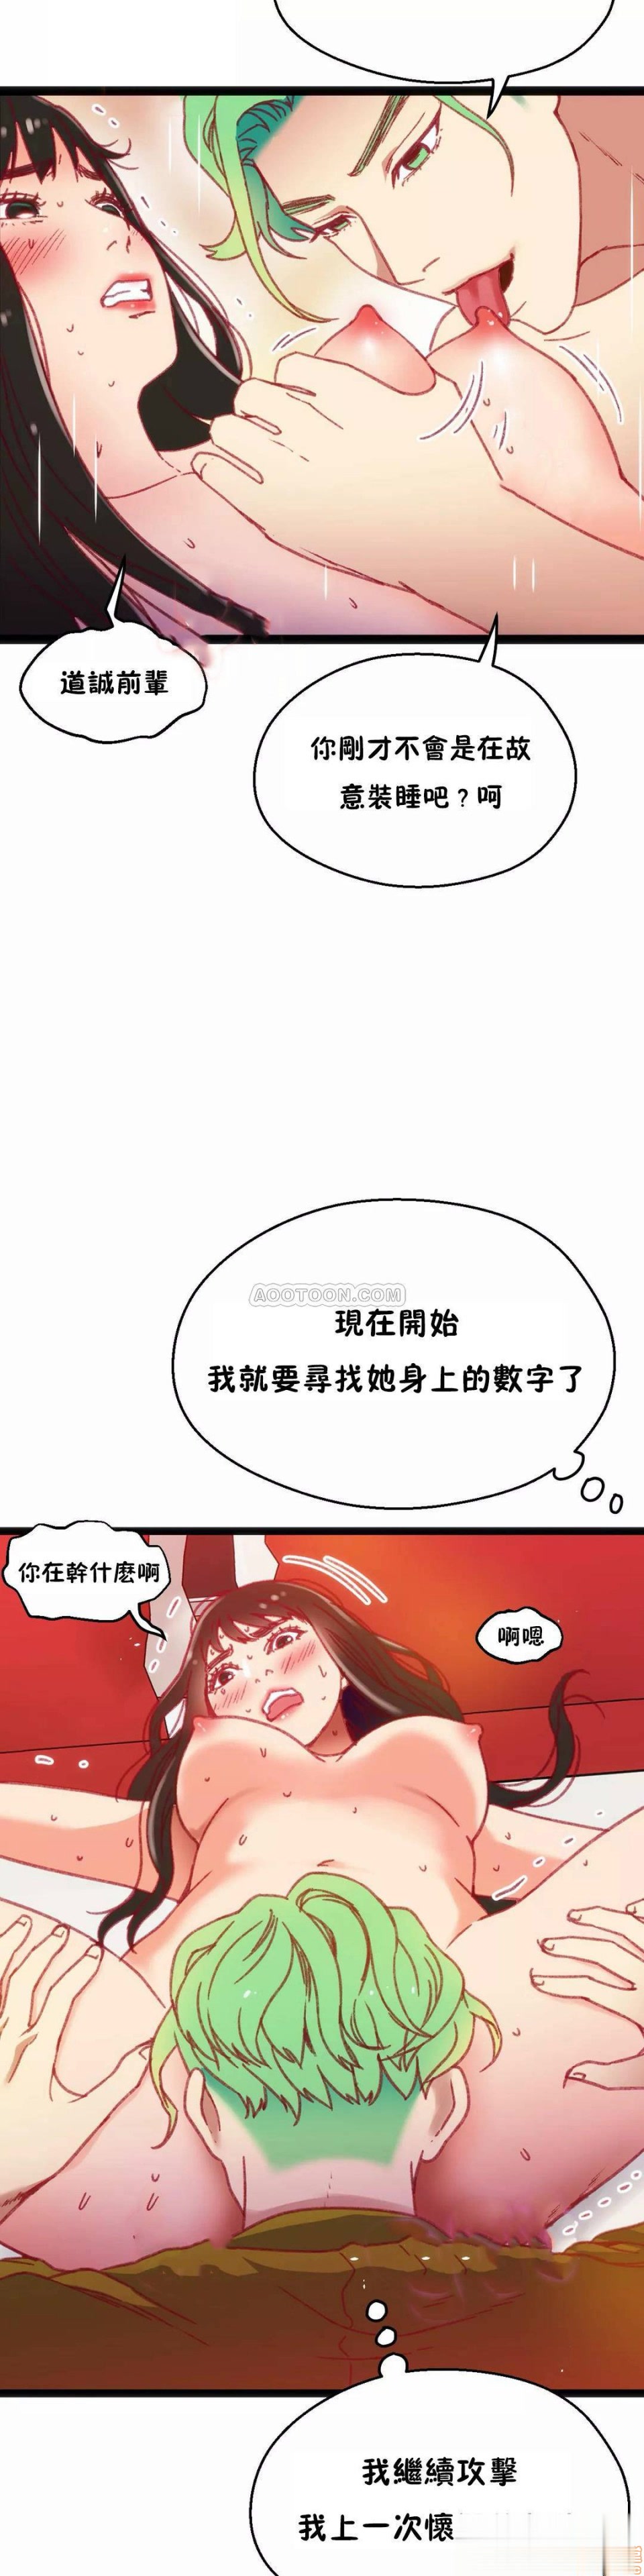 道誠前輩
你剛才不會是在故
意裝睡吧？呵
AOOTOON.COM
現在開始
我就要尋找她身上的數字了
你在幹什麽啊
啊嗯
我繼續攻擊
我上一次懷